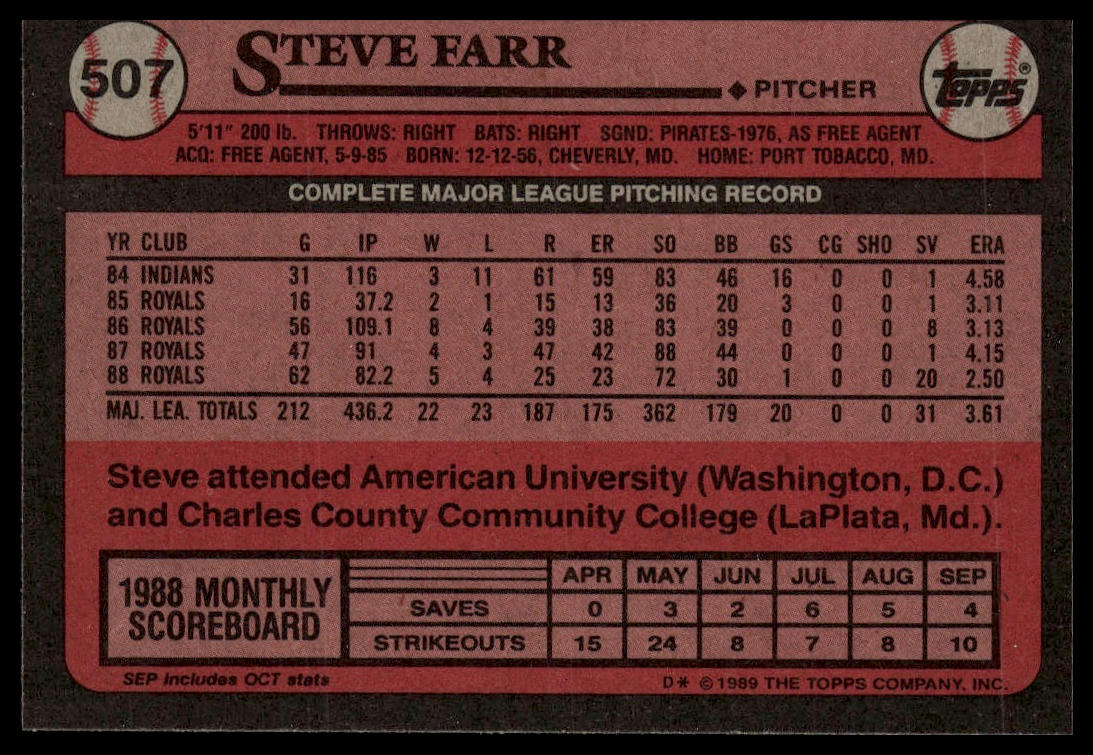 507
STEVE FARR
◆ PITCHER
TOPPS®
5'11" 200 lb. THROWS: RIGHT BATS: RIGHT SGND: PIRATES-1976, AS FREE AGENT
ACQ: FREE AGENT, 5-9-85 BORN: 12-12-56, CHEVERLY, MD. HOME: PORT TOBACCO, MD.
COMPLETE MAJOR LEAGUE PITCHING RECORD
YR CLUB G IP W L R ER SO BB GS CG SHO SV ERA
84 INDIANS 31 116 3 11 61 59 83 46 16 0 0 1 4.58
85 ROYALS 16 37.2 2 1 15 13 36 20 3 0 0 1 3.11
86 ROYALS 56 109.1 8 4 39 38 83 39 0 0 0 8 3.13
87 ROYALS 47 91 4 3 47 42 88 44 0 0 0 1 4.15
88 ROYALS 62 82.2 5 4 25 23 72 30 1 0 0 20 2.50
MAJ. LEA. TOTALS 212 436.2 22 23 187 175 362 179 20 0 0 31 3.61
Steve attended American University (Washington, D.C.)
and Charles County Community College (LaPlata, Md.).
1988 MONTHLY
SCOREBOARD
APR MAY JUN JUL AUG SEP
SAVES 0 3 2 6 5 4
STRIKEOUTS 15 24 8 7 8 10
SEP includes OCT stats
D* ©1989 THE TOPPS COMPANY, INC.